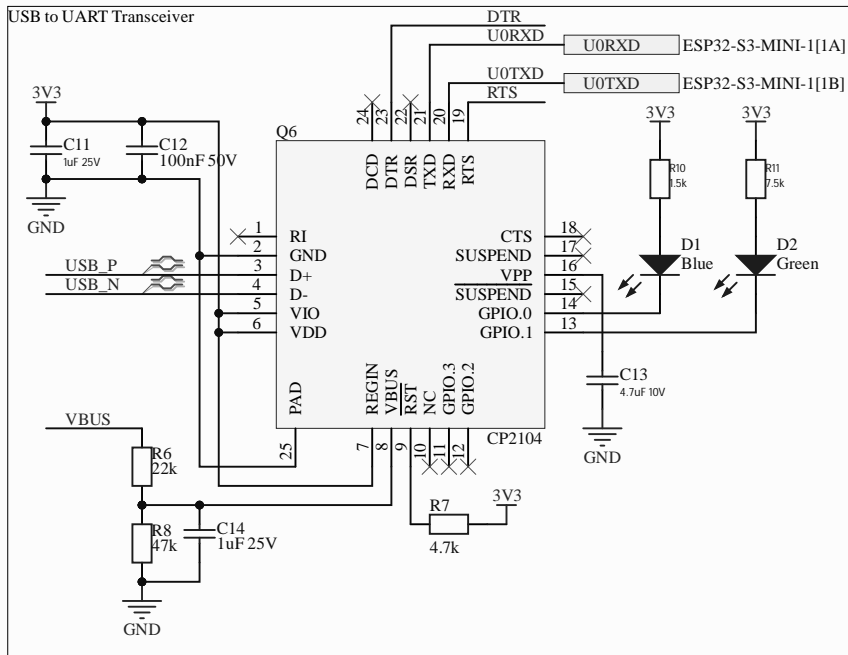 USB to UART Transceiver
DTR
U0RXD
U0RXD
ESP32-S3-MINI-1[1A]
U0TXD
U0TXD
ESP32-S3-MINI-1[1B]
RTS
3V3
C11
1uF 25V
C12
100nF 50V
GND
Q6
24
23
22
21
20
19
DCD
DTR
DSR
TXD
RXD
RTS
3V3
3V3
R10
1.5k
R11
7.5k
D1
Blue
D2
Green
USB_P
USB_N
1
RI
2
GND
3
D+
4
D-
5
VIO
6
VDD
CTS
18
SUSPEND
17
VPP
16
SUSPEND
15
GPIO.0
14
GPIO.1
13
PAD
REGIN
VBUS
RST
NC
GPIO.3
GPIO.2
25
7
8
9
10
11
12
CP2104
C13
4.7uF 10V
GND
VBUS
R6
22k
R8
47k
C14
1uF 25V
GND
R7
4.7k
3V3